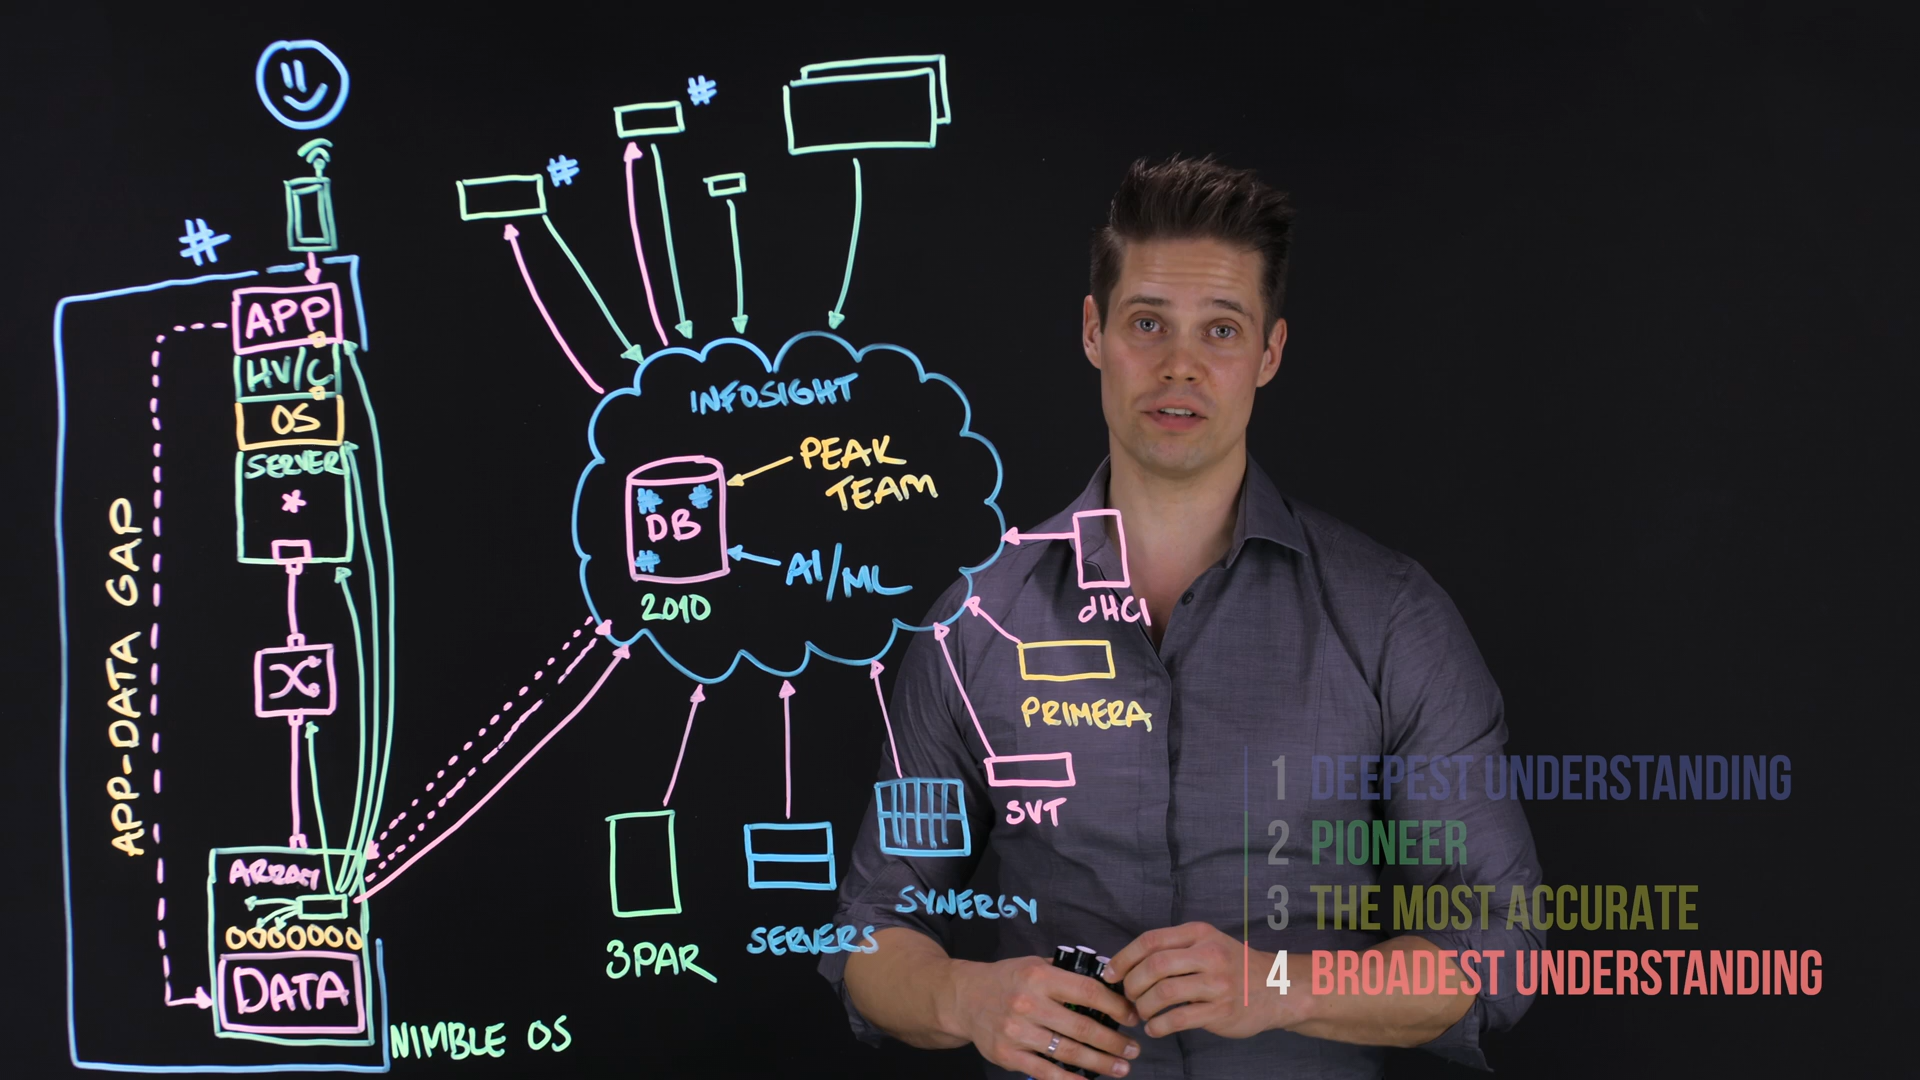 #
#
#
APP
HV/C
OS
SERVER
*
APP-DATA GAP
ARRAY
DATA
NIMBLE OS
INFOSIGHT
PEAK
TEAM
# #
DB
#
AI/ML
2010
dHCI
PRIMERA
SVT
SYNERGY
SERVERS
3PAR
1 DEEPEST UNDERSTANDING
2 PIONEER
3 THE MOST ACCURATE
4 BROADEST UNDERSTANDING